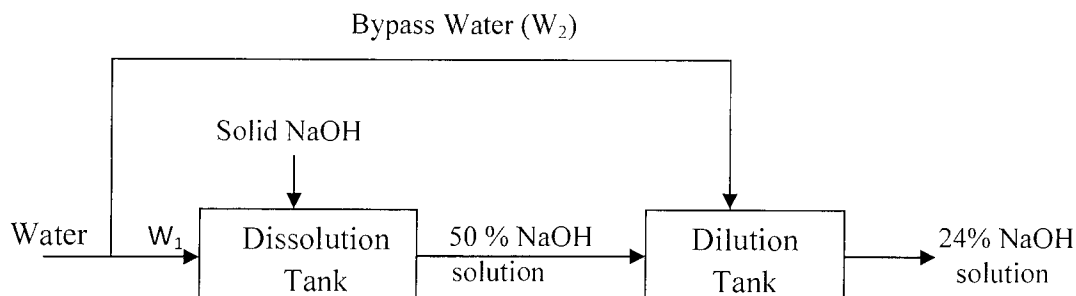 Bypass Water (W₂)
Solid NaOH
Water
W₁
Dissolution
Tank
50 % NaOH
solution
Dilution
Tank
24% NaOH
solution